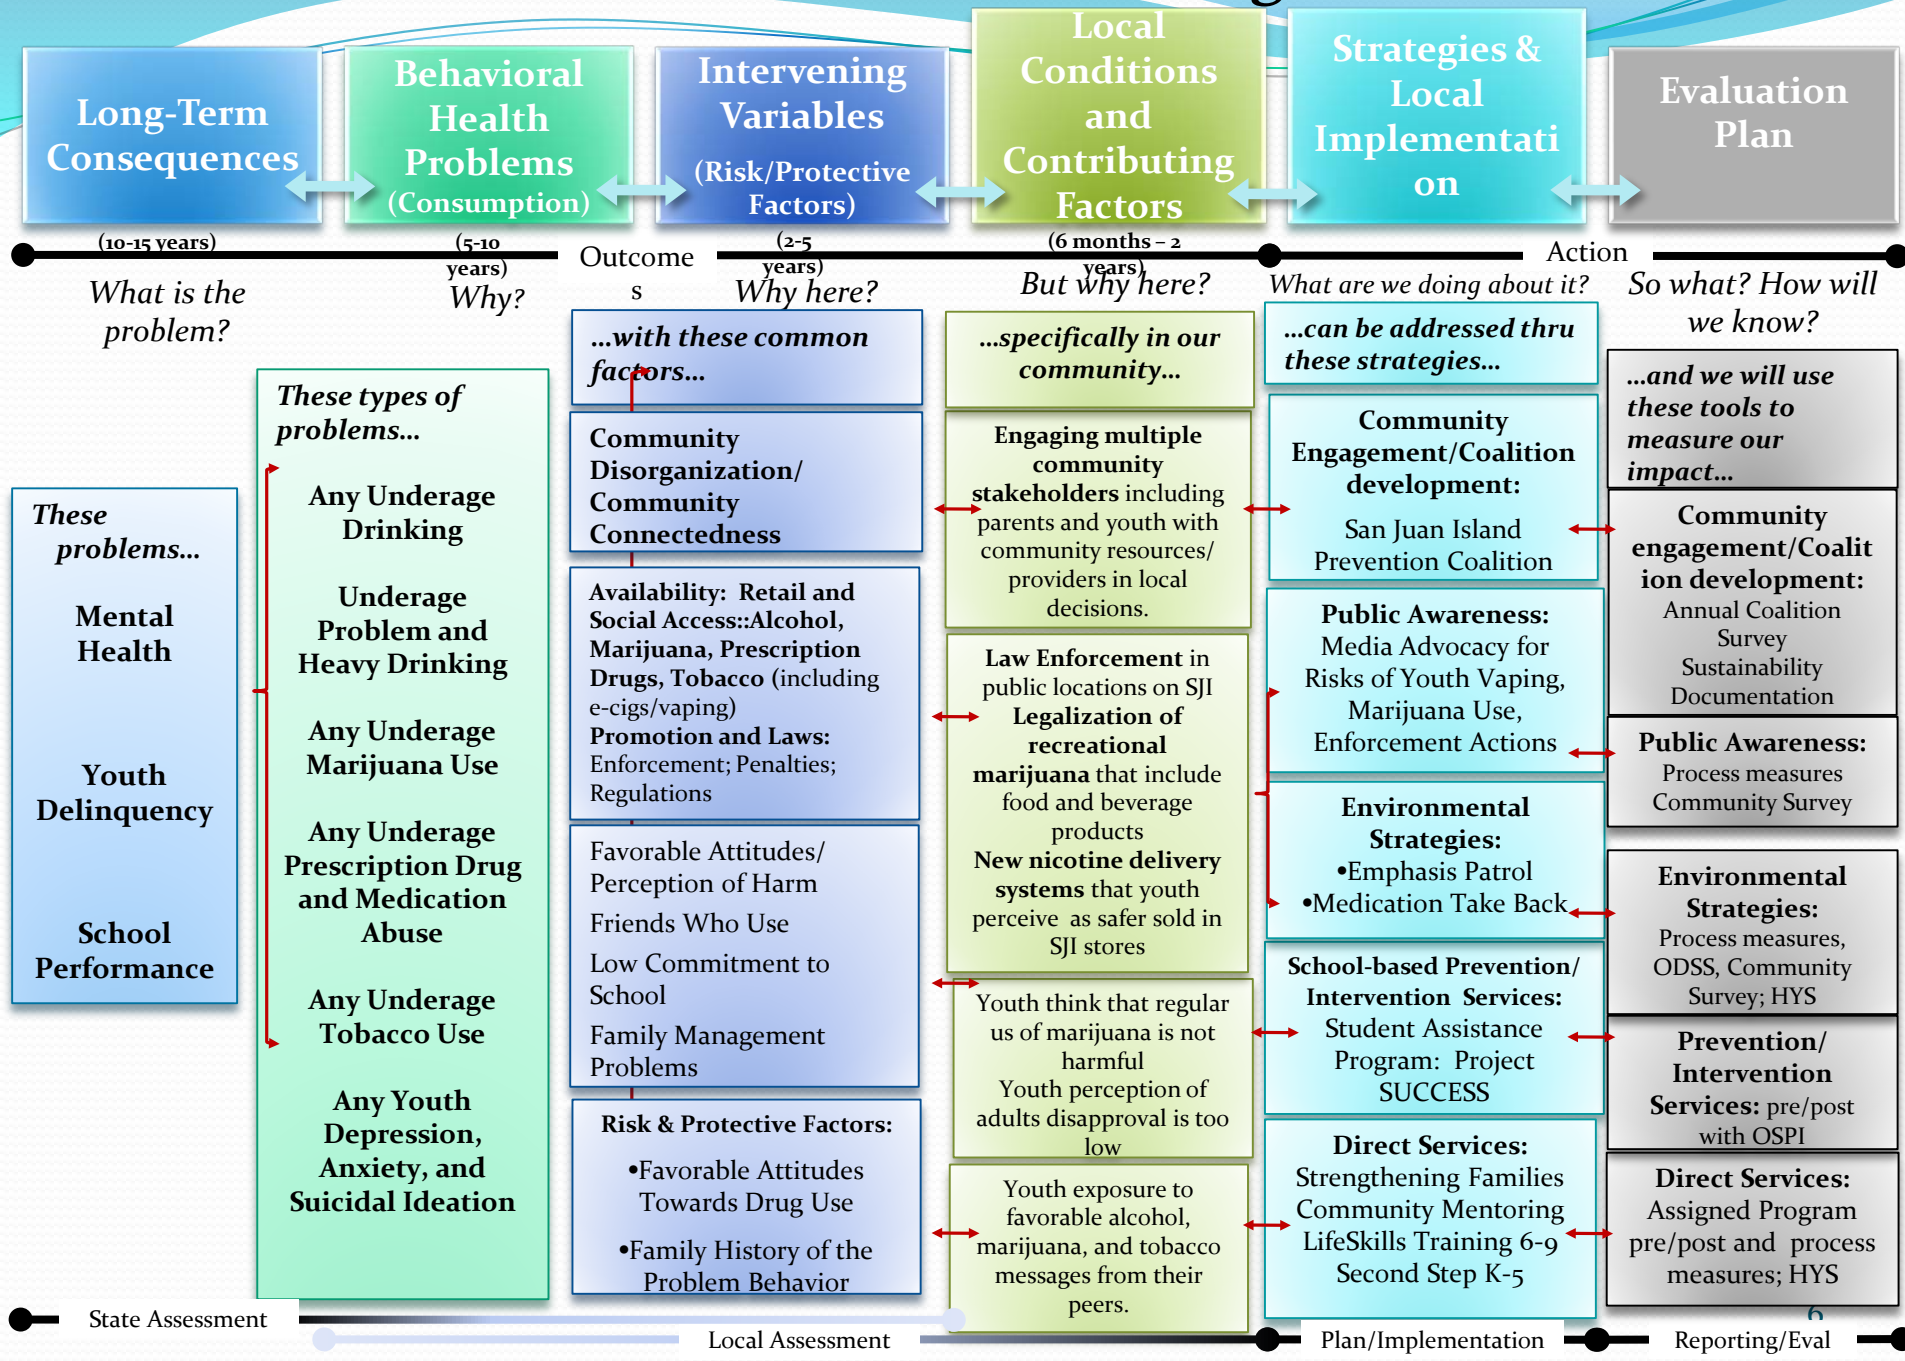 Long-Term
Consequences
Behavioral
Health
Problems
(Consumption)
Intervening
Variables
(Risk/Protective
Factors)
Local
Conditions
and
Contributing
Factors
Strategies &
Local
Implementati
on
Evaluation
Plan
(10-15 years)
(5-10
years)
Outcome
s
(2-5
years)
(6 months – 2
years)
Action
What is the
problem?
Why?
Why here?
But why here?
What are we doing about it?
So what? How will
we know?
These
problems...
Mental
Health
Youth
Delinquency
School
Performance
These types of
problems...
Any Underage
Drinking
Underage
Problem and
Heavy Drinking
Any Underage
Marijuana Use
Any Underage
Prescription Drug
and Medication
Abuse
Any Underage
Tobacco Use
Any Youth
Depression,
Anxiety, and
Suicidal Ideation
...with these common
factors...
Community
Disorganization/
Community
Connectedness
Availability: Retail and
Social Access::Alcohol,
Marijuana, Prescription
Drugs, Tobacco (including
e-cigs/vaping)
Promotion and Laws:
Enforcement; Penalties;
Regulations
Favorable Attitudes/
Perception of Harm
Friends Who Use
Low Commitment to
School
Family Management
Problems
Risk & Protective Factors:
•Favorable Attitudes
Towards Drug Use
•Family History of the
Problem Behavior
...specifically in our
community...
Engaging multiple
community
stakeholders including
parents and youth with
community resources/
providers in local
decisions.
Law Enforcement in
public locations on SJI
Legalization of
recreational
marijuana that include
food and beverage
products
New nicotine delivery
systems that youth
perceive as safer sold in
SJI stores
Youth think that regular
us of marijuana is not
harmful
Youth perception of
adults disapproval is too
low
Youth exposure to
favorable alcohol,
marijuana, and tobacco
messages from their
peers.
...can be addressed thru
these strategies...
Community
Engagement/Coalition
development:
San Juan Island
Prevention Coalition
Public Awareness:
Media Advocacy for
Risks of Youth Vaping,
Marijuana Use,
Enforcement Actions
Environmental
Strategies:
•Emphasis Patrol
•Medication Take Back
School-based Prevention/
Intervention Services:
Student Assistance
Program: Project
SUCCESS
Direct Services:
Strengthening Families
Community Mentoring
LifeSkills Training 6-9
Second Step K-5
...and we will use
these tools to
measure our
impact...
Community
engagement/Coalit
ion development:
Annual Coalition
Survey
Sustainability
Documentation
Public Awareness:
Process measures
Community Survey
Environmental
Strategies:
Process measures,
ODSS, Community
Survey; HYS
Prevention/
Intervention
Services: pre/post
with OSPI
Direct Services:
Assigned Program
pre/post and process
measures; HYS
6
State Assessment
Local Assessment
Plan/Implementation
Reporting/Eval